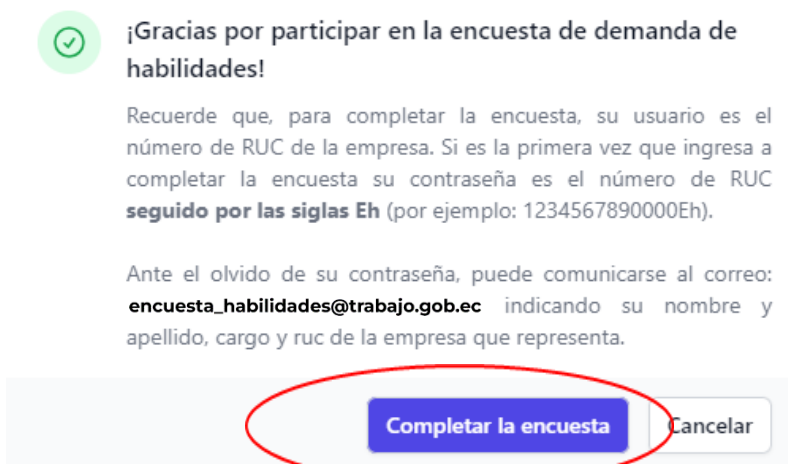 ¡Gracias por participar en la encuesta de demanda de
habilidades!
Recuerde que, para completar la encuesta, su usuario es el
número de RUC de la empresa. Si es la primera vez que ingresa a
completar la encuesta su contraseña es el número de RUC
seguido por las siglas Eh (por ejemplo: 1234567890000Eh).
Ante el olvido de su contraseña, puede comunicarse al correo:
encuesta_habilidades@trabajo.gob.ec indicando su nombre y
apellido, cargo y ruc de la empresa que representa.
Completar la encuesta Cancelar